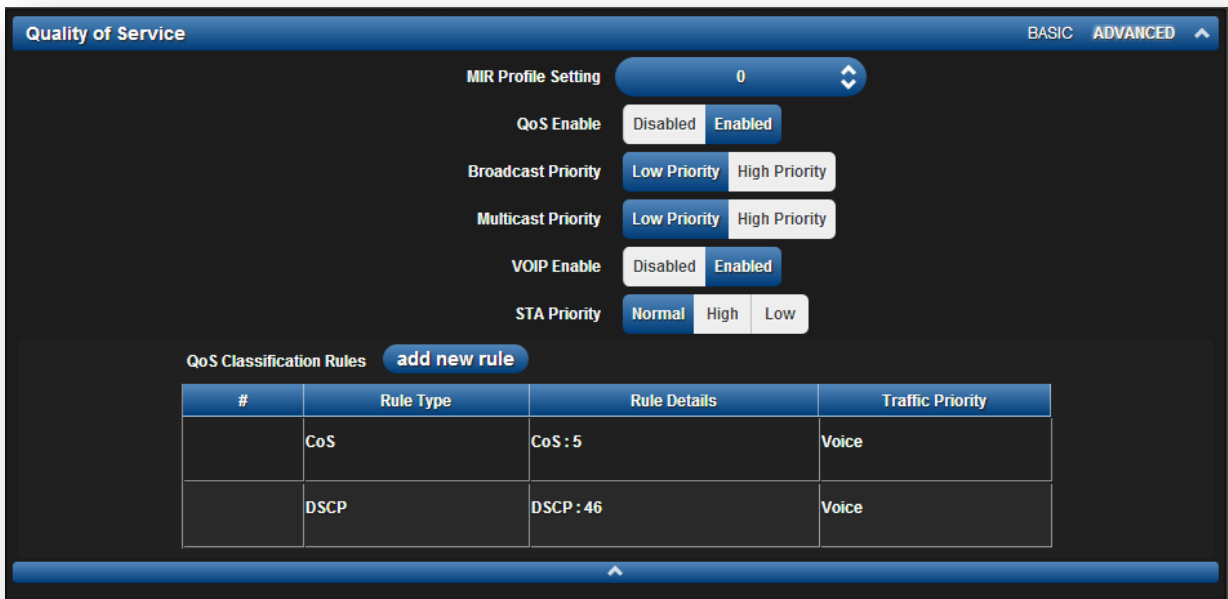 Quality of Service BASIC ADVANCED
MIR Profile Setting 0
QoS Enable Disabled Enabled
Broadcast Priority Low Priority High Priority
Multicast Priority Low Priority High Priority
VOIP Enable Disabled Enabled
STA Priority Normal High Low
QoS Classification Rules add new rule
# Rule Type Rule Details Traffic Priority
CoS CoS : 5 Voice
DSCP DSCP : 46 Voice